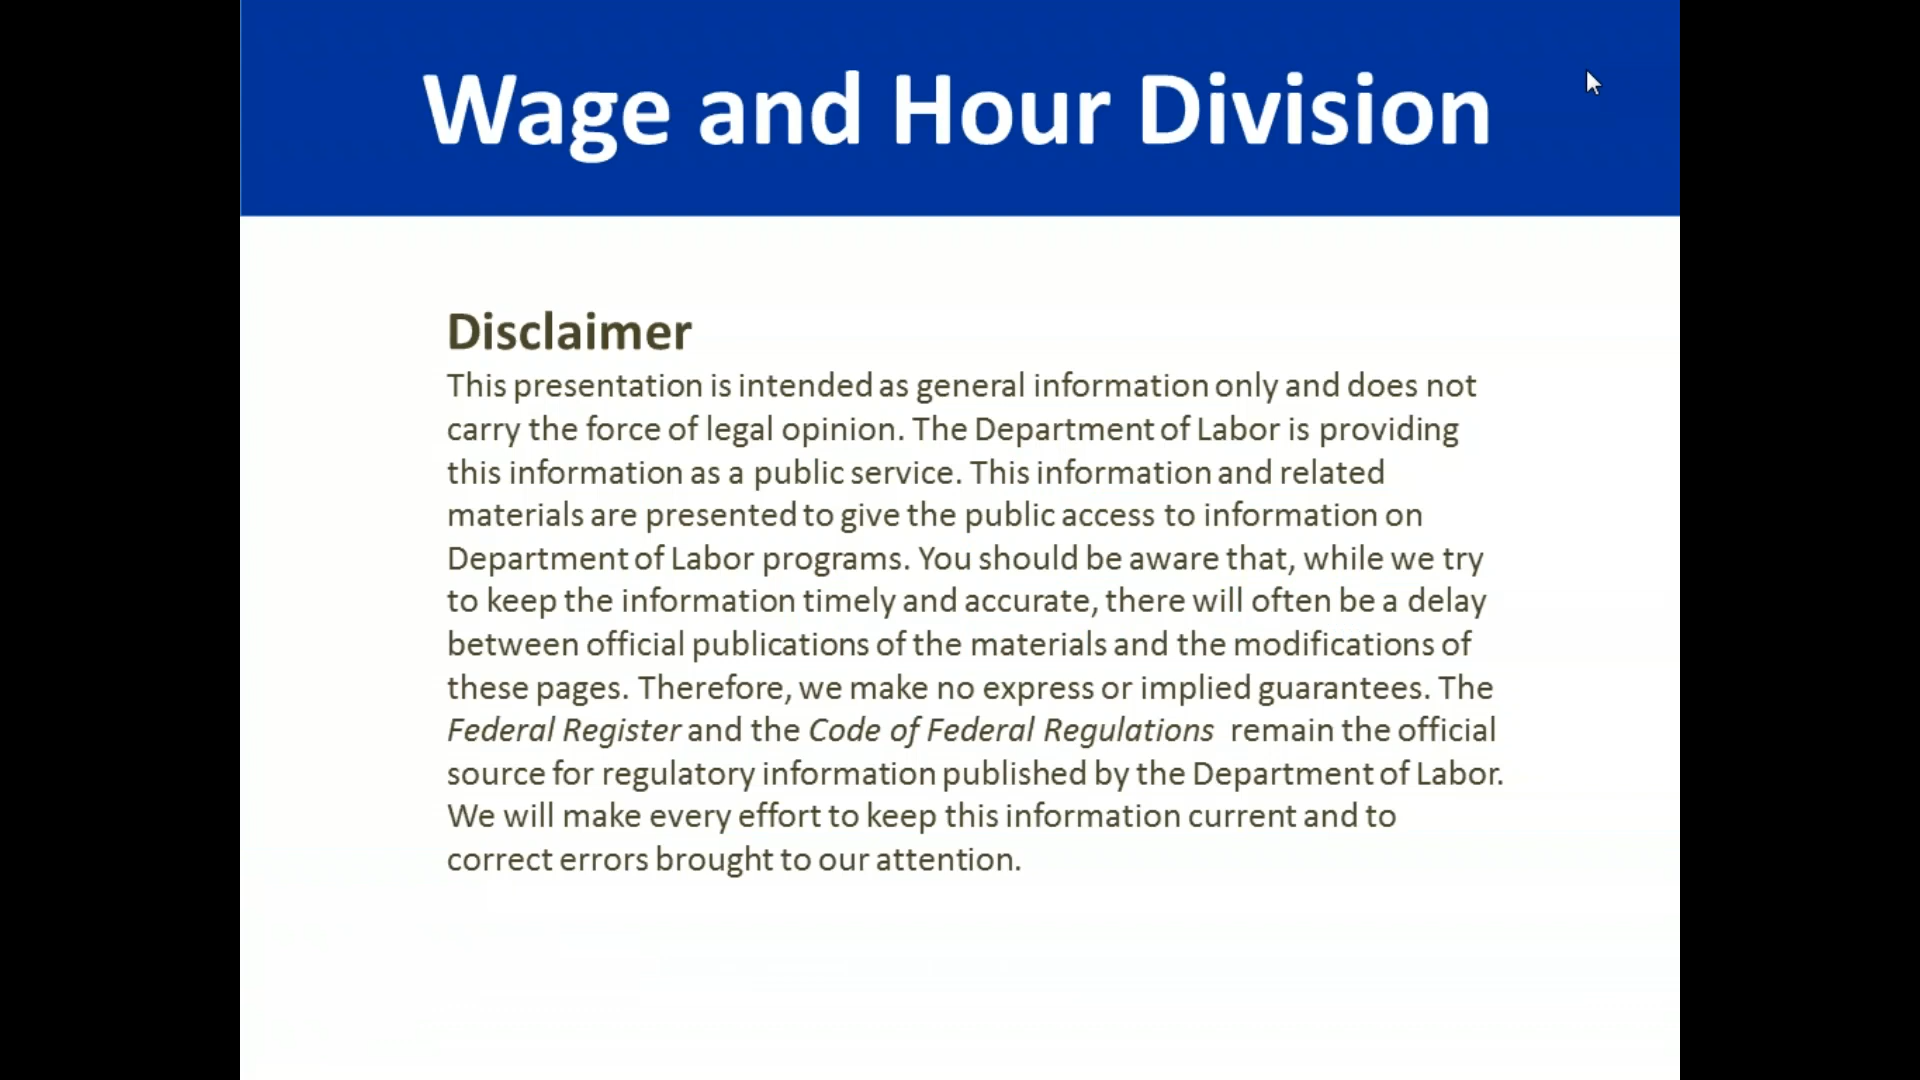 Wage and Hour Division
Disclaimer
This presentation is intended as general information only and does not
carry the force of legal opinion. The Department of Labor is providing
this information as a public service. This information and related
materials are presented to give the public access to information on
Department of Labor programs. You should be aware that, while we try
to keep the information timely and accurate, there will often be a delay
between official publications of the materials and the modifications of
these pages. Therefore, we make no express or implied guarantees. The
Federal Register and the Code of Federal Regulations remain the official
source for regulatory information published by the Department of Labor.
We will make every effort to keep this information current and to
correct errors brought to our attention.